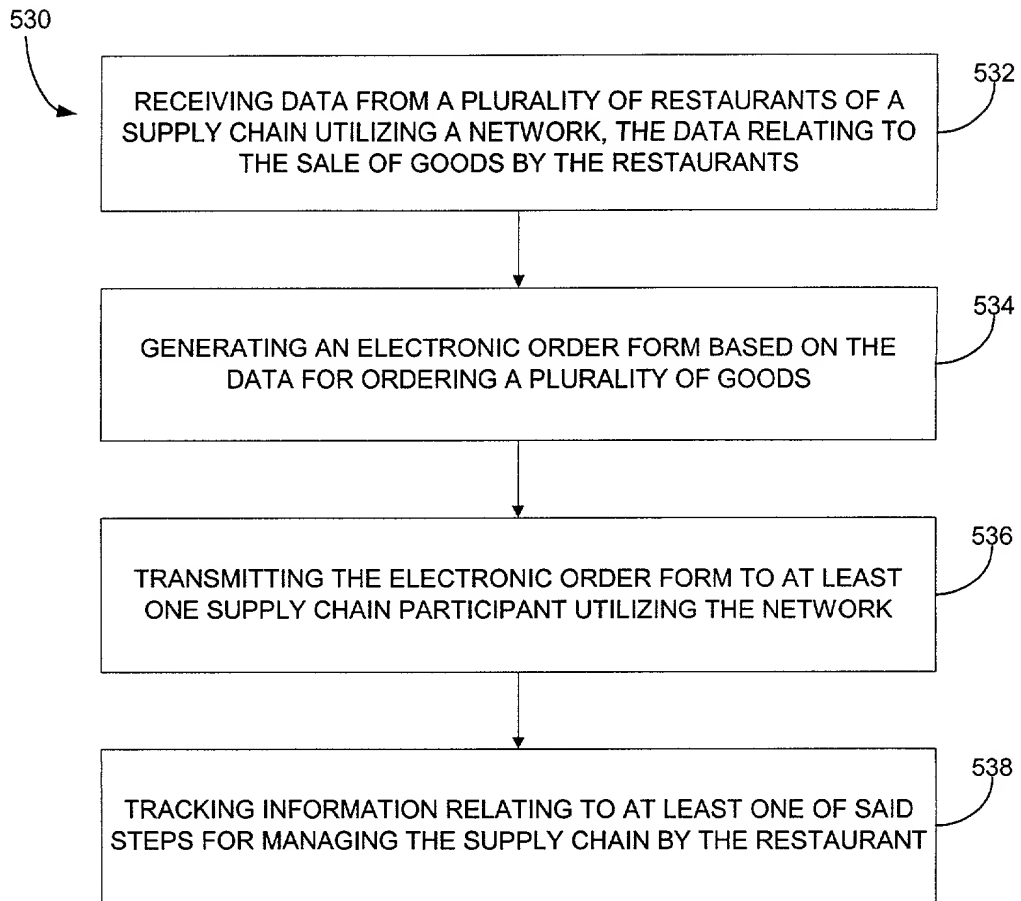 530
532
RECEIVING DATA FROM A PLURALITY OF RESTAURANTS OF A
SUPPLY CHAIN UTILIZING A NETWORK, THE DATA RELATING TO
THE SALE OF GOODS BY THE RESTAURANTS
534
GENERATING AN ELECTRONIC ORDER FORM BASED ON THE
DATA FOR ORDERING A PLURALITY OF GOODS
536
TRANSMITTING THE ELECTRONIC ORDER FORM TO AT LEAST
ONE SUPPLY CHAIN PARTICIPANT UTILIZING THE NETWORK
538
TRACKING INFORMATION RELATING TO AT LEAST ONE OF SAID
STEPS FOR MANAGING THE SUPPLY CHAIN BY THE RESTAURANT